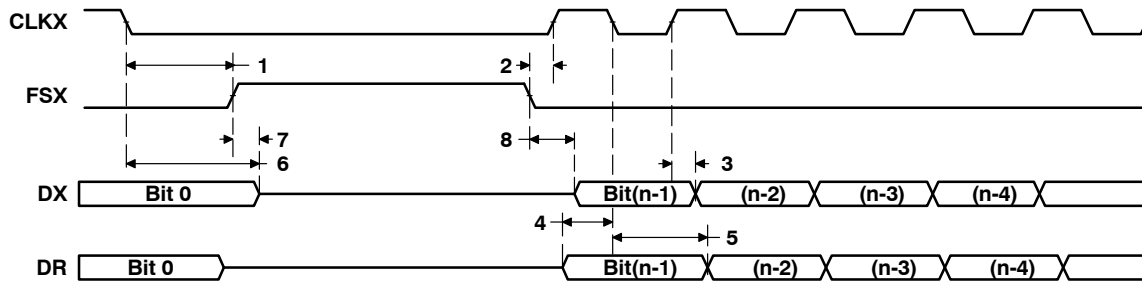 CLKX
1 2
FSX
7 8
6 3
DX Bit 0 Bit(n-1) (n-2) (n-3) (n-4)
4 5
DR Bit 0 Bit(n-1) (n-2) (n-3) (n-4)